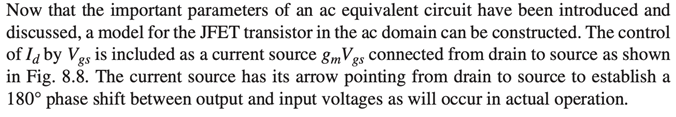 Now that the important parameters of an ac equivalent circuit have been introduced and
discussed, a model for the JFET transistor in the ac domain can be constructed. The control
of Id by Vgs is included as a current source gmVgs connected from drain to source as shown
in Fig. 8.8. The current source has its arrow pointing from drain to source to establish a
180° phase shift between output and input voltages as will occur in actual operation.